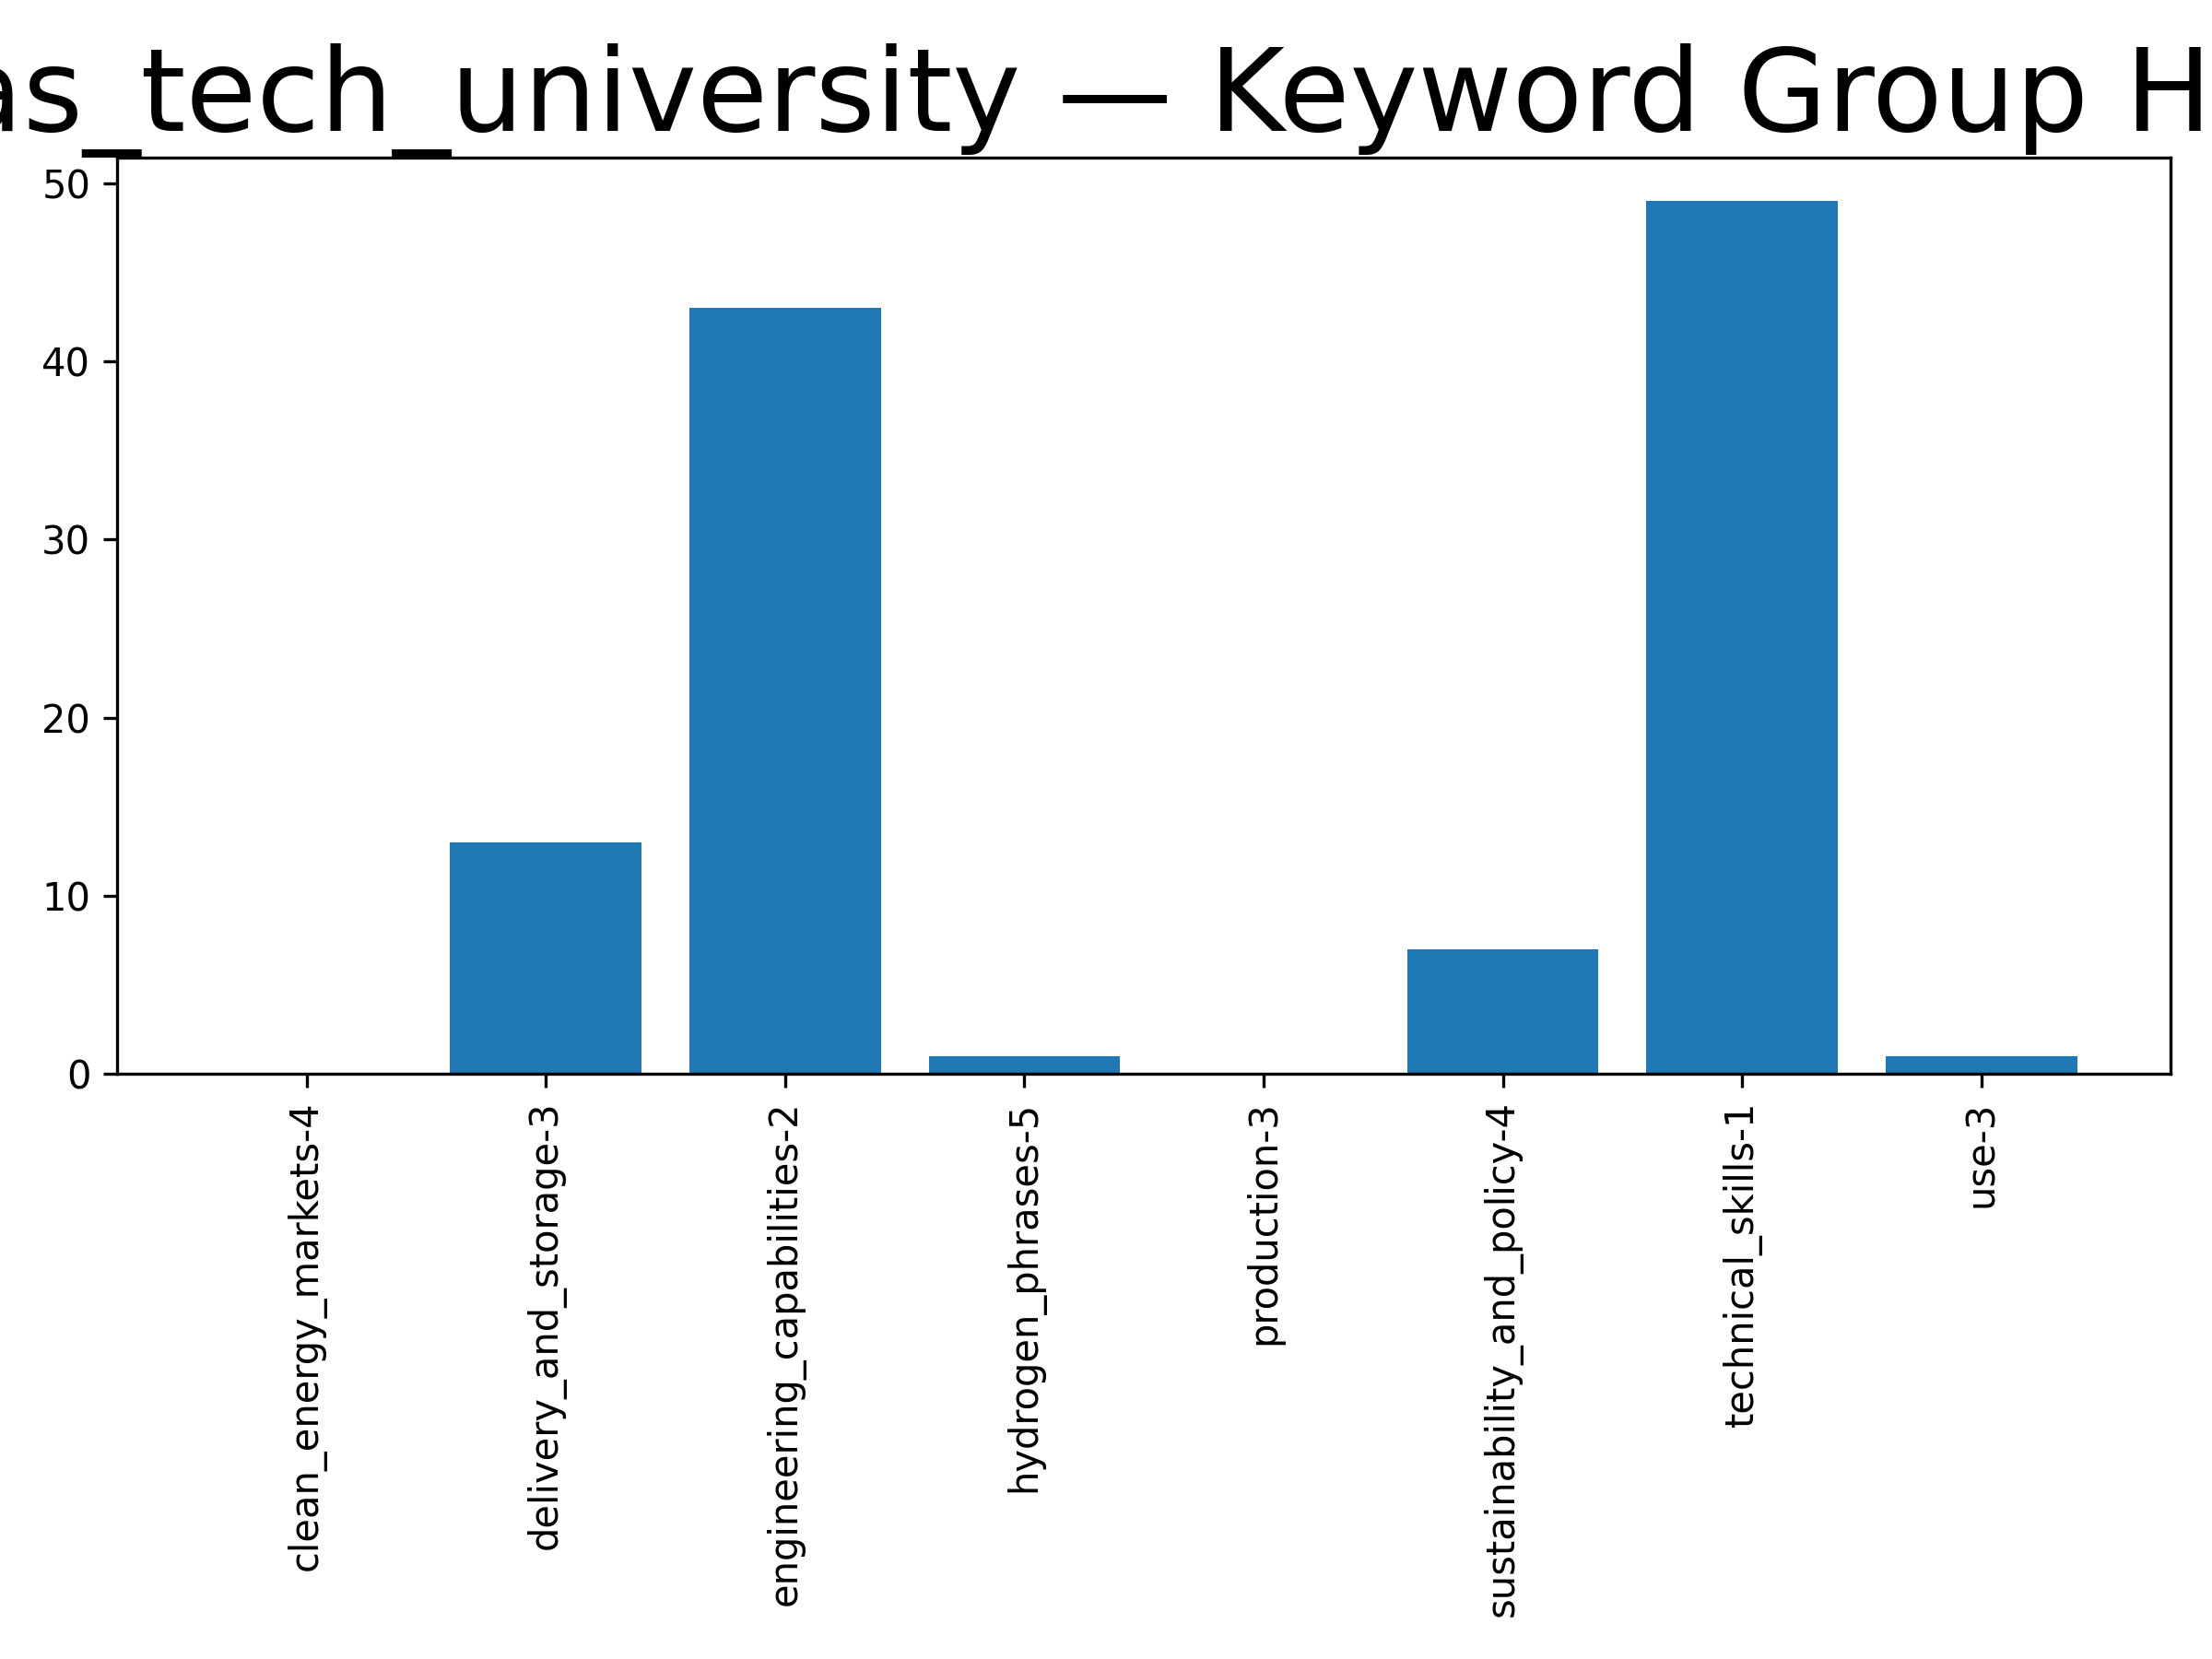 as_tech_university — Keyword Group H
50
40
30
20
10
0
clean_energy_markets-4
delivery_and_storage-3
engineering_capabilities-2
hydrogen_phrases-5
production-3
sustainability_and_policy-4
technical_skills-1
use-3